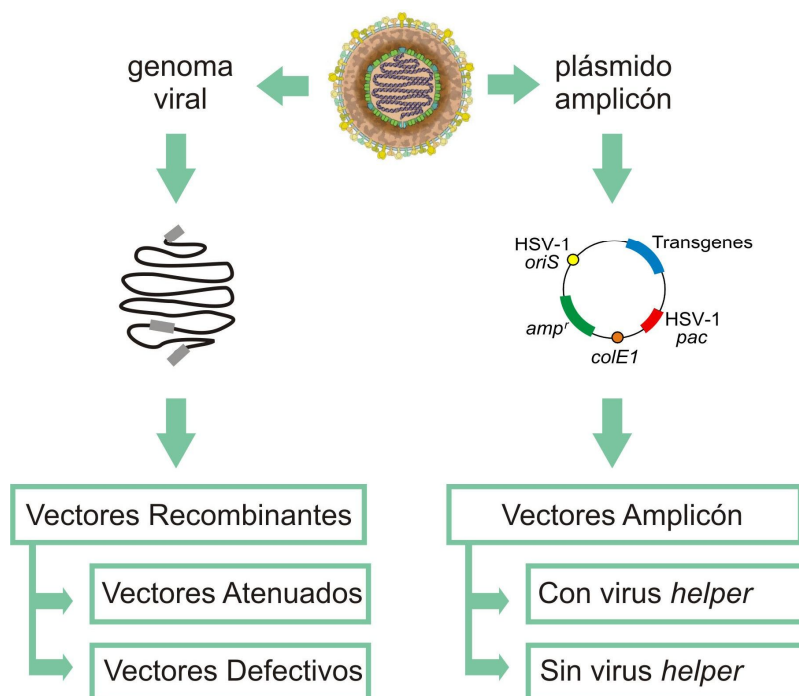 genoma
viral
plásmido
amplicón
HSV-1
oriS
Transgenes
ampʳ
HSV-1
pac
colE1
Vectores Recombinantes
Vectores Atenuados
Vectores Defectivos
Vectores Amplicón
Con virus helper
Sin virus helper